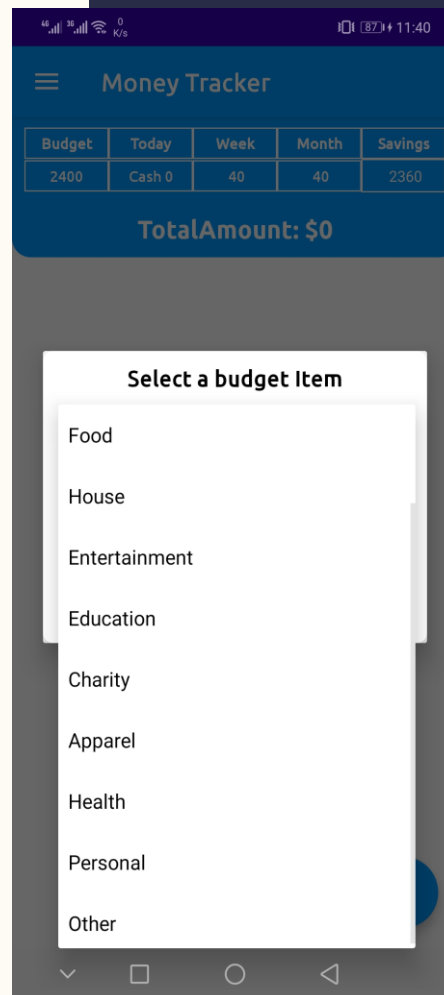 46 36 0 K/s 87 11:40
Money Tracker
Budget Today Week Month Savings
2400 Cash 0 40 40 2360
TotalAmount: $0
Select a budget Item
Food
House
Entertainment
Education
Charity
Apparel
Health
Personal
Other